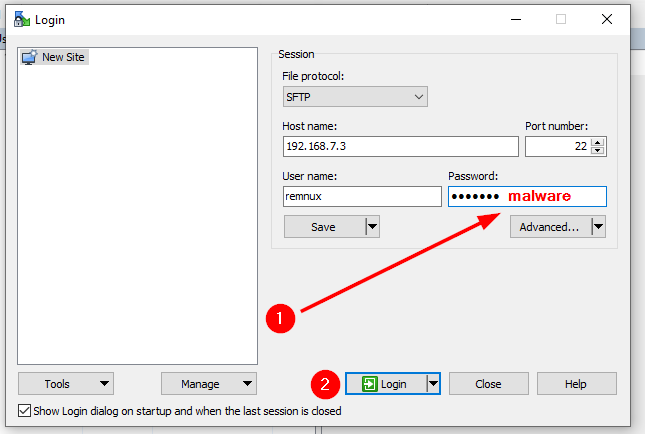 Login
New Site
Session
File protocol:
SFTP
Host name:
Port number:
192.168.7.3
22
User name:
Password:
remnux
••••••• malware
Save
Advanced...
1
2
Tools
Manage
Login
Close
Help
Show Login dialog on startup and when the last session is closed